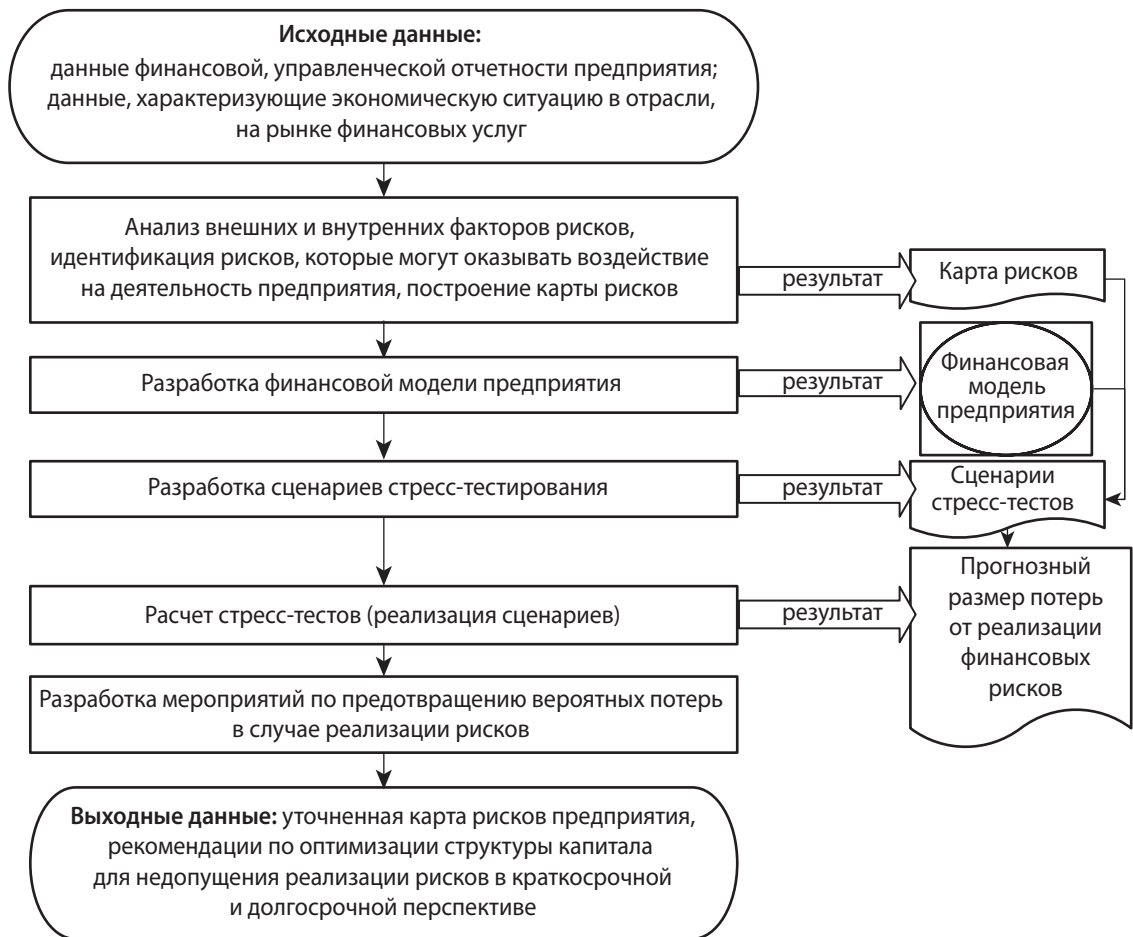 Исходные данные:
данные финансовой, управленческой отчетности предприятия;
данные, характеризующие экономическую ситуацию в отрасли,
на рынке финансовых услуг
Анализ внешних и внутренних факторов рисков,
идентификация рисков, которые могут оказывать воздействие
на деятельность предприятия, построение карты рисков
результат
Карта рисков
Разработка финансовой модели предприятия
результат
Финансовая
модель
предприятия
Разработка сценариев стресс-тестирования
результат
Сценарии
стресс-тестов
Расчет стресс-тестов (реализация сценариев)
результат
Прогнозный
размер потерь
от реализации
финансовых
рисков
Разработка мероприятий по предотвращению вероятных потерь
в случае реализации рисков
Выходные данные: уточненная карта рисков предприятия,
рекомендации по оптимизации структуры капитала
для недопущения реализации рисков в краткосрочной
и долгосрочной перспективе